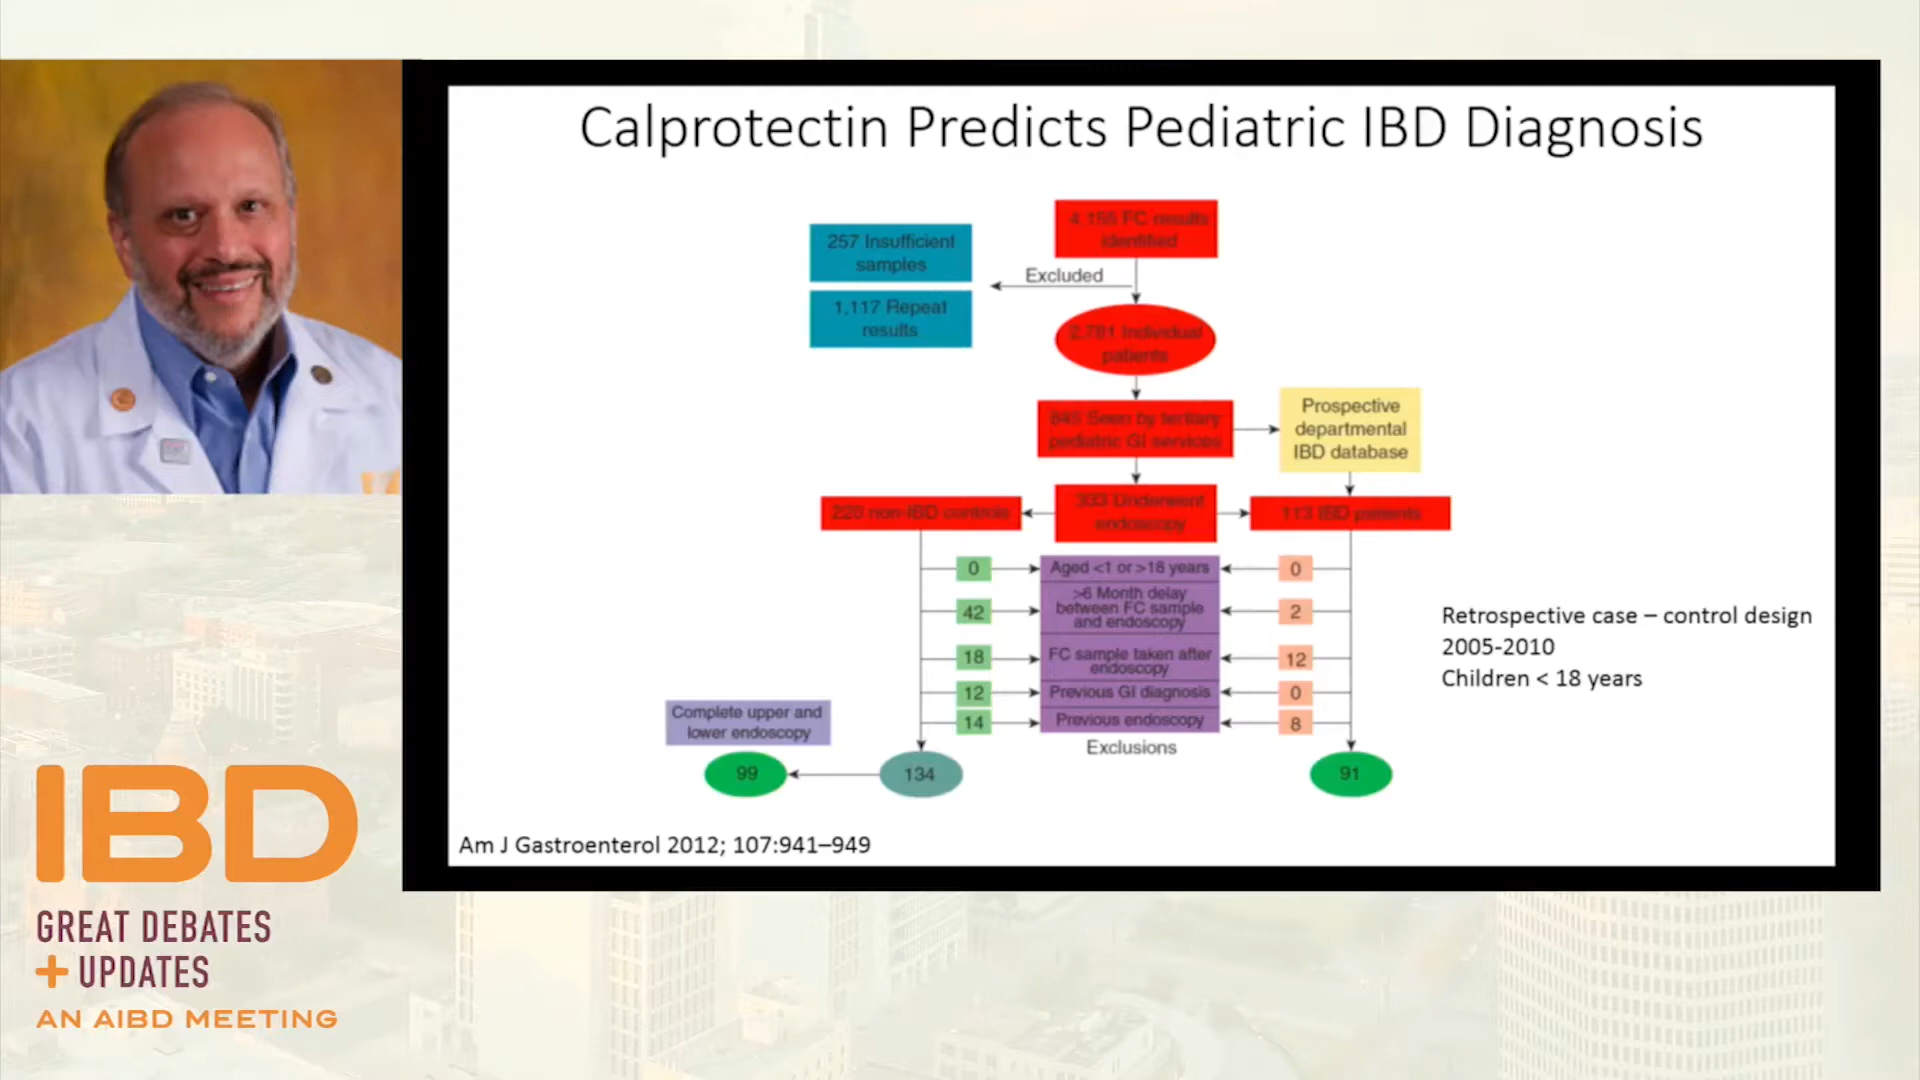 Calprotectin Predicts Pediatric IBD Diagnosis
4,155 FC results
identified
257 Insufficient
samples
Excluded
1,117 Repeat
results
2,781 Individual
patients
Prospective
departmental
IBD database
Seen by tertiary
pediatric GI services
333 Underwent
endoscopy
220 non-IBD controls
113 IBD patients
0
Aged <1 or >18 years
0
42
>6 Month delay
between FC sample
and endoscopy
2
18
FC sample taken after
endoscopy
12
12
Previous GI diagnosis
0
14
Previous endoscopy
8
Exclusions
Complete upper and
lower endoscopy
99
134
91
Retrospective case – control design
2005-2010
Children < 18 years
Am J Gastroenterol 2012; 107:941–949
IBD
GREAT DEBATES
+ UPDATES
AN AIBD MEETING